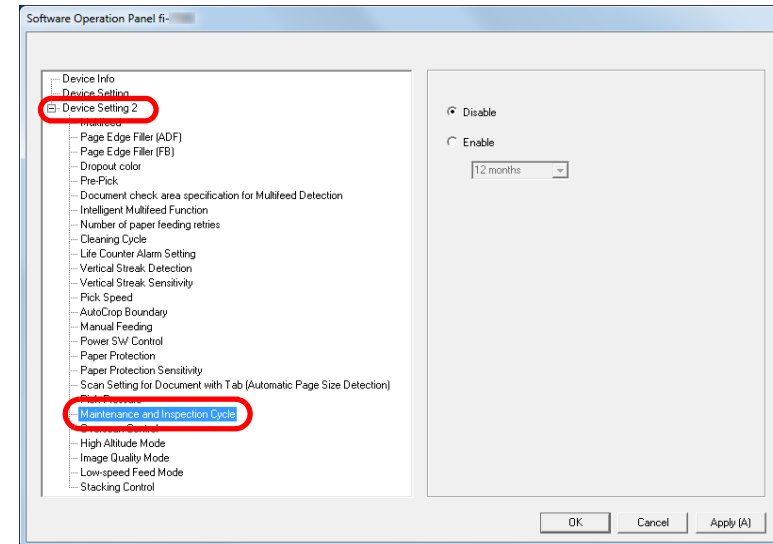 Software Operation Panel fi-
Device Info
Device Setting
Device Setting 2
Multifeed
Page Edge Filler (ADF)
Page Edge Filler (FB)
Dropout color
Pre-Pick
Document check area specification for Multifeed Detection
Intelligent Multifeed Function
Number of paper feeding retries
Cleaning Cycle
Life Counter Alarm Setting
Vertical Streak Detection
Vertical Streak Sensitivity
Pick Speed
AutoCrop Boundary
Manual Feeding
Power SW Control
Paper Protection
Paper Protection Sensitivity
Scan Setting for Document with Tab (Automatic Page Size Detection)
Pick Pressure
Maintenance and Inspection Cycle
Overscan Control
High Altitude Mode
Image Quality Mode
Low-speed Feed Mode
Stacking Control
Disable
Enable
12 months
OK
Cancel
Apply (A)